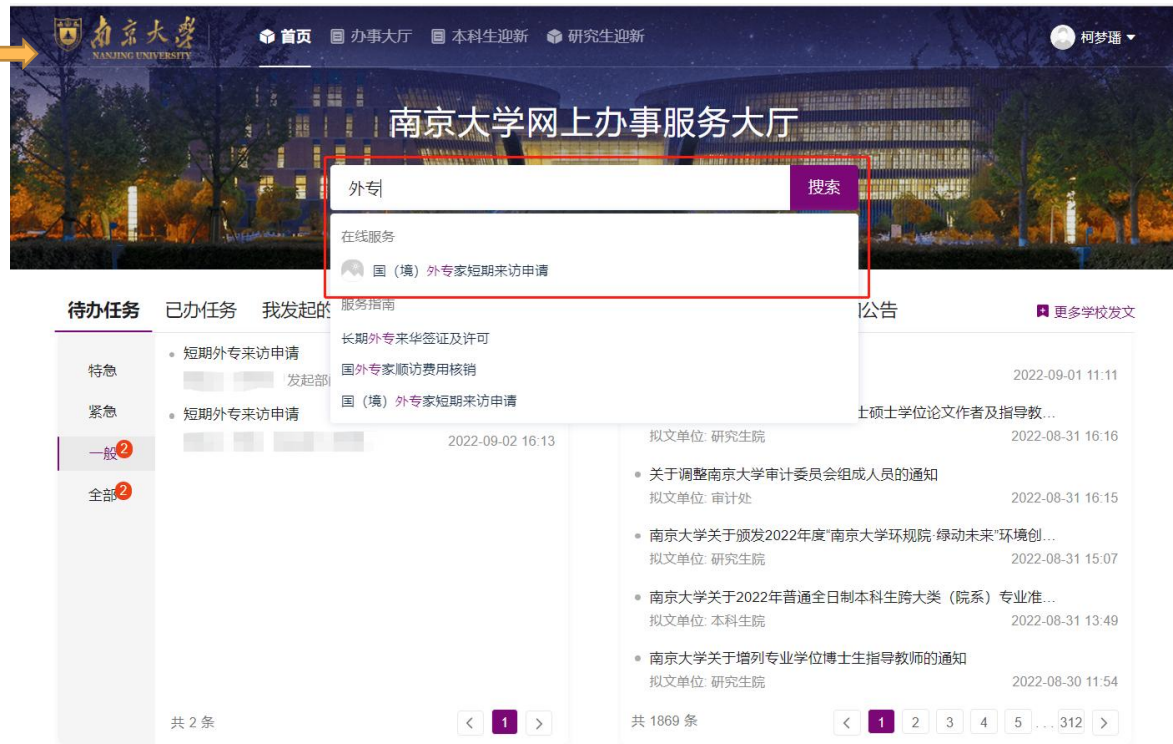 南京大学
NANJING UNIVERSITY
首页 办事大厅 本科生迎新 研究生迎新
柯梦璠
南京大学网上办事服务大厅
外专
搜索
在线服务
国（境）外专家短期来访申请
服务指南
长期外专来华签证及许可
国外专家顺访费用核销
国（境）外专家短期来访申请
待办任务 已办任务 我发起的
公告
更多学校发文
特急
紧急
一般 2
全部 2
短期外专来访申请
发起部
短期外专来访申请
2022-09-02 16:13
共 2 条
< 1 >
2022-09-01 11:11
士硕士学位论文作者及指导教...
拟文单位: 研究生院 2022-08-31 16:16
关于调整南京大学审计委员会组成人员的通知
拟文单位: 审计处 2022-08-31 16:15
南京大学关于颁发2022年度“南京大学环规院·绿动未来”环境创...
拟文单位: 研究生院 2022-08-31 15:07
南京大学关于2022年普通全日制本科生跨大类（院系）专业准...
拟文单位: 本科生院 2022-08-31 13:49
南京大学关于增列专业学位博士生指导教师的通知
拟文单位: 研究生院 2022-08-30 11:54
共 1869 条
< 1 2 3 4 5 ... 312 >